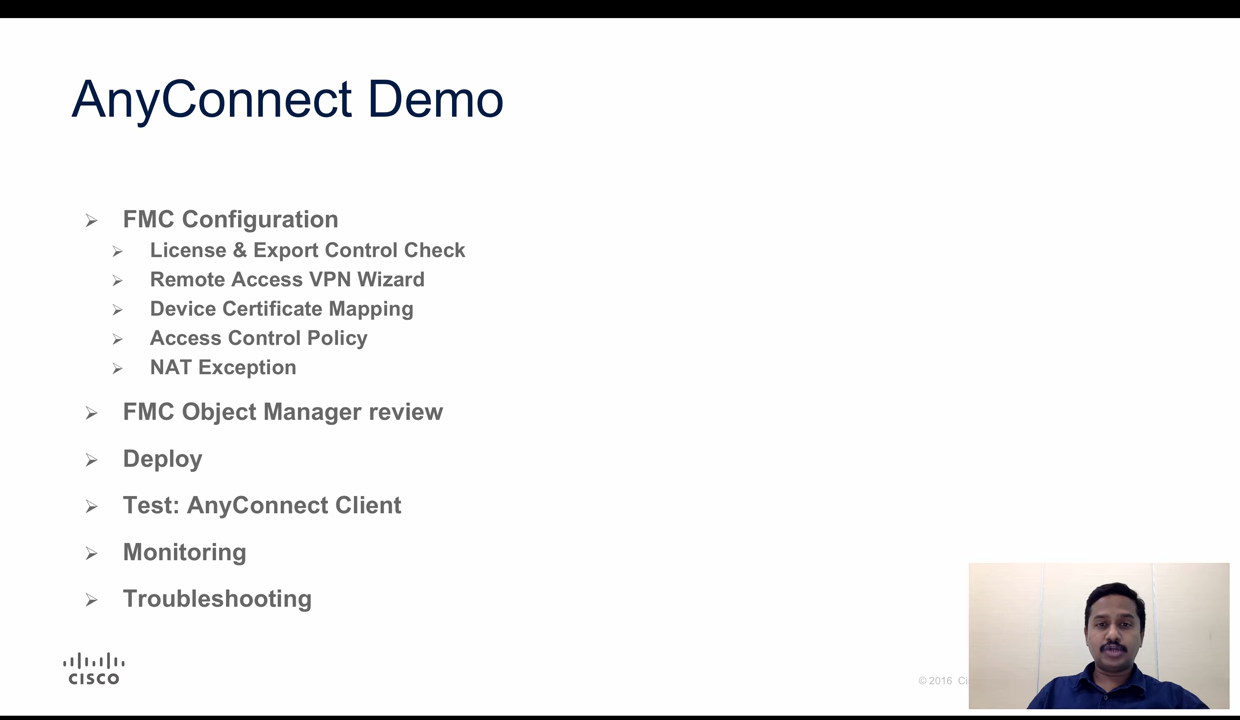 AnyConnect Demo
FMC Configuration
License & Export Control Check
Remote Access VPN Wizard
Device Certificate Mapping
Access Control Policy
NAT Exception
FMC Object Manager review
Deploy
Test: AnyConnect Client
Monitoring
Troubleshooting
CISCO
© 2016